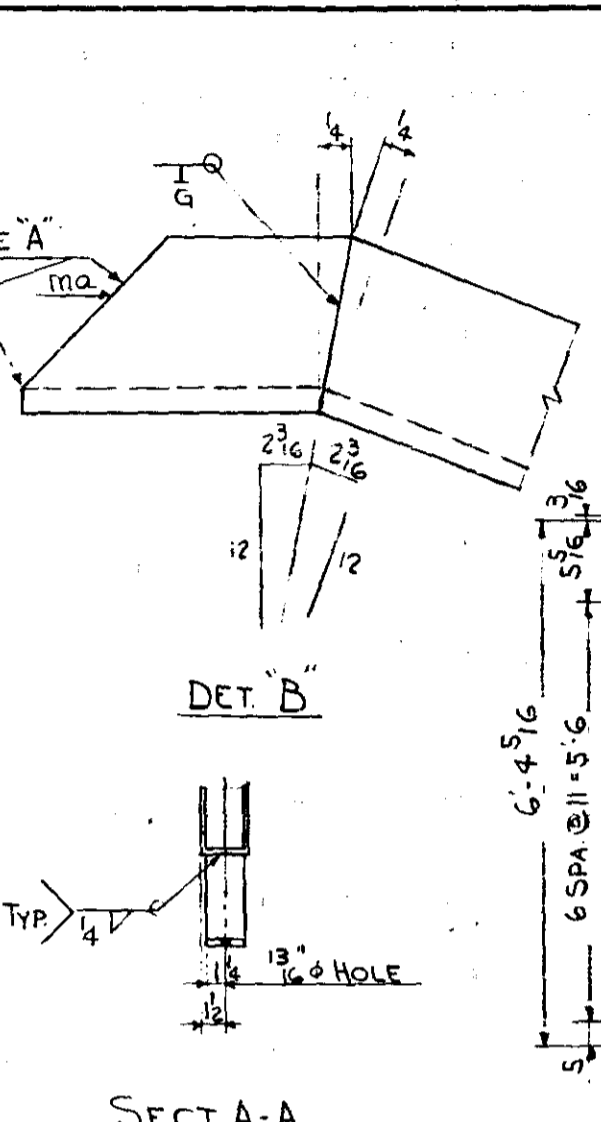 1/4 1/4
G
E "A"
ma
2 3/16 2 3/16
12 12
DET. "B"
3/16
5 5/16
6'-4 5/16
6 SPA. @ 11 = 5'-6
5
TYP. 1/4
1 1/4 13/16" ø HOLE
1 1/2
SECT A-A